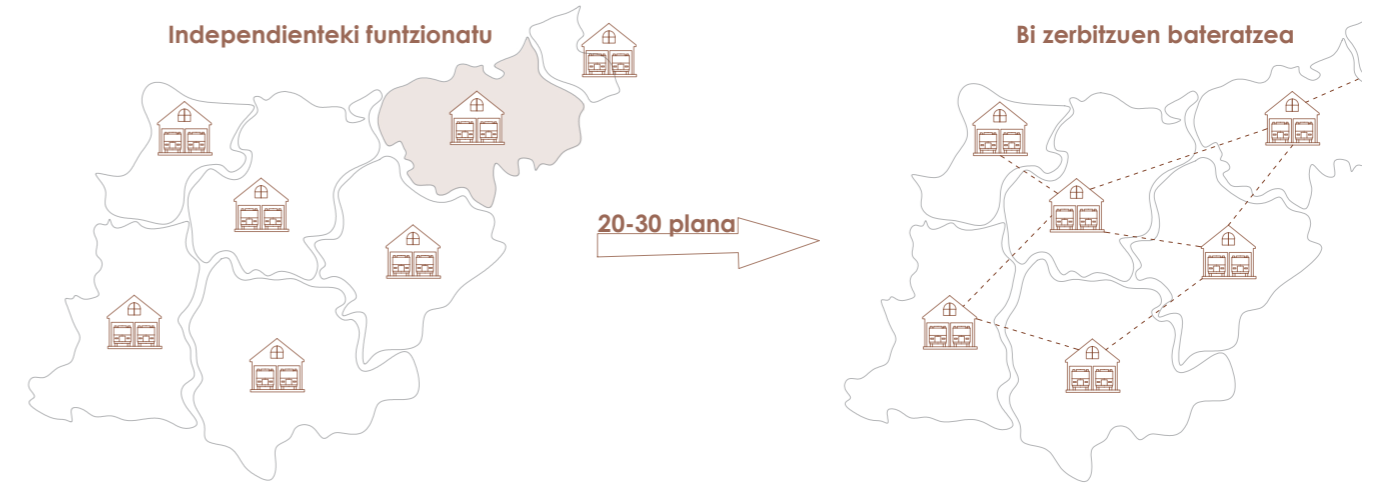 Independienteki funtzionatu
Bi zerbitzuen bateratzea
20-30 plana